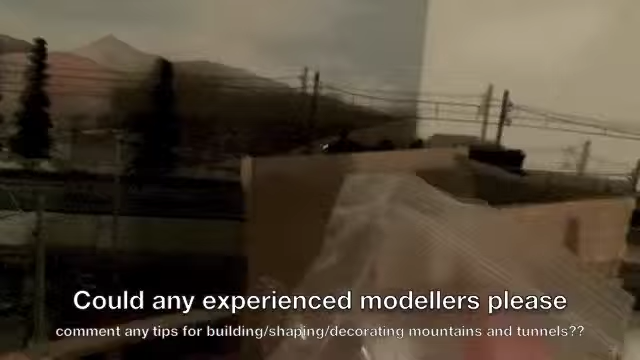 Could any experienced modellers please
comment any tips for building/shaping/decorating mountains and tunnels??